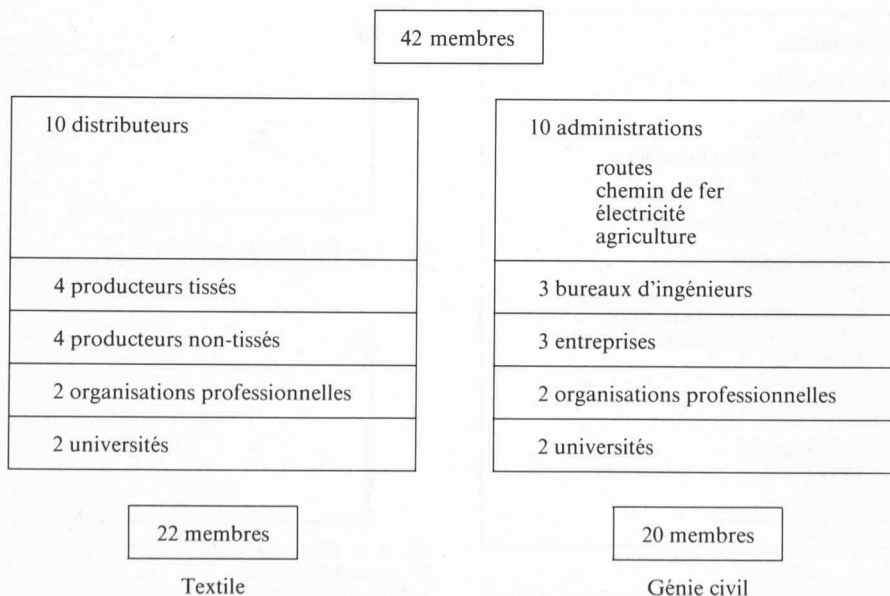 42 membres
10 distributeurs
4 producteurs tissés
4 producteurs non-tissés
2 organisations professionnelles
2 universités
22 membres
Textile
10 administrations
routes
chemin de fer
électricité
agriculture
3 bureaux d'ingénieurs
3 entreprises
2 organisations professionnelles
2 universités
20 membres
Génie civil